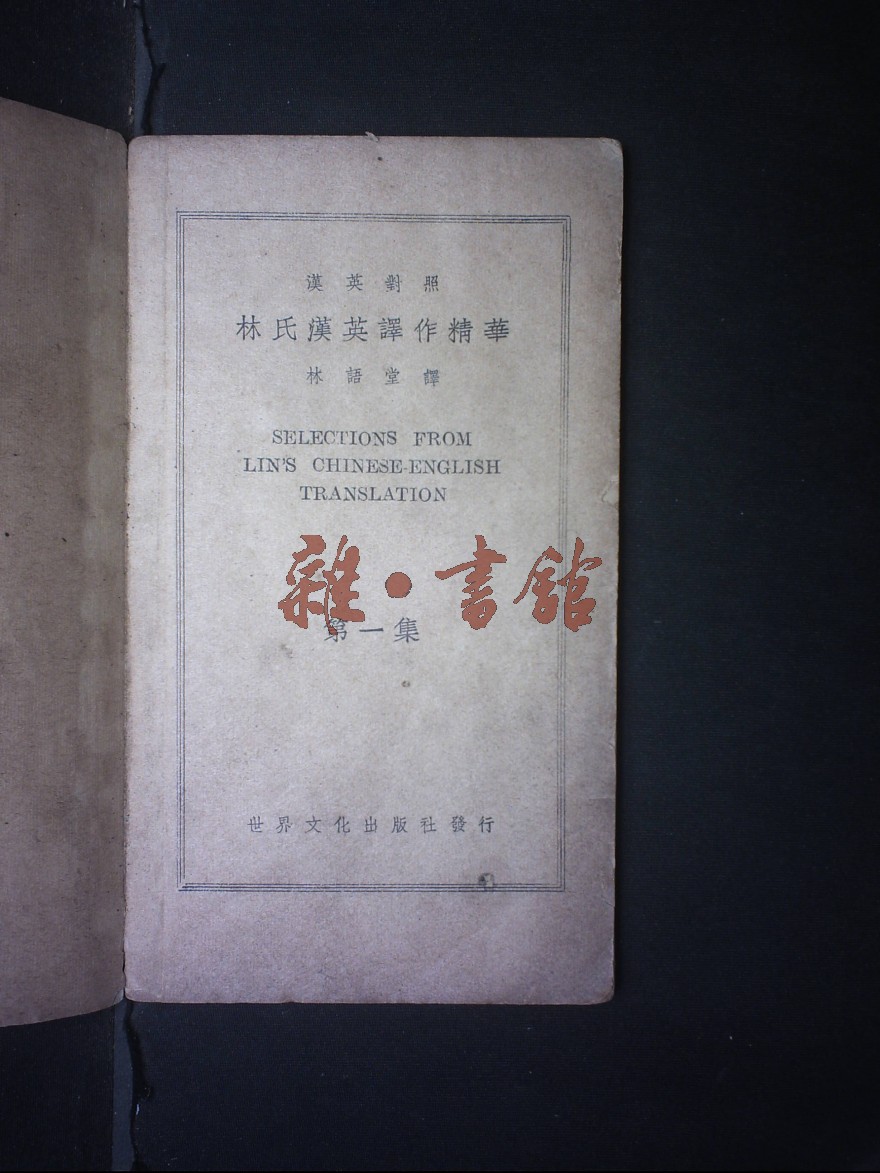 漢英對照
林氏漢英譯作精華
林語堂譯
SELECTIONS FROM
LIN'S CHINESE-ENGLISH
TRANSLATION
雜·書館
第一集
世界文化出版社發行